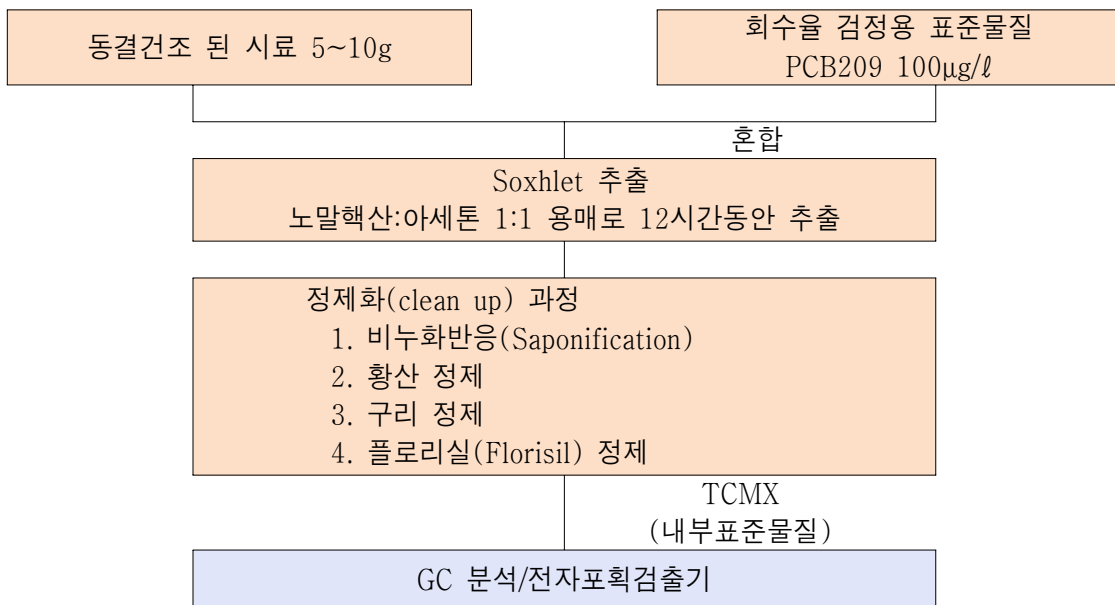 동결건조 된 시료 5~10g
회수율 검정용 표준물질
PCB209 100μg/ℓ
혼합
Soxhlet 추출
노말핵산:아세톤 1:1 용매로 12시간동안 추출
정제화(clean up) 과정
1. 비누화반응(Saponification)
2. 황산 정제
3. 구리 정제
4. 플로리실(Florisil) 정제
TCMX
(내부표준물질)
GC 분석/전자포획검출기